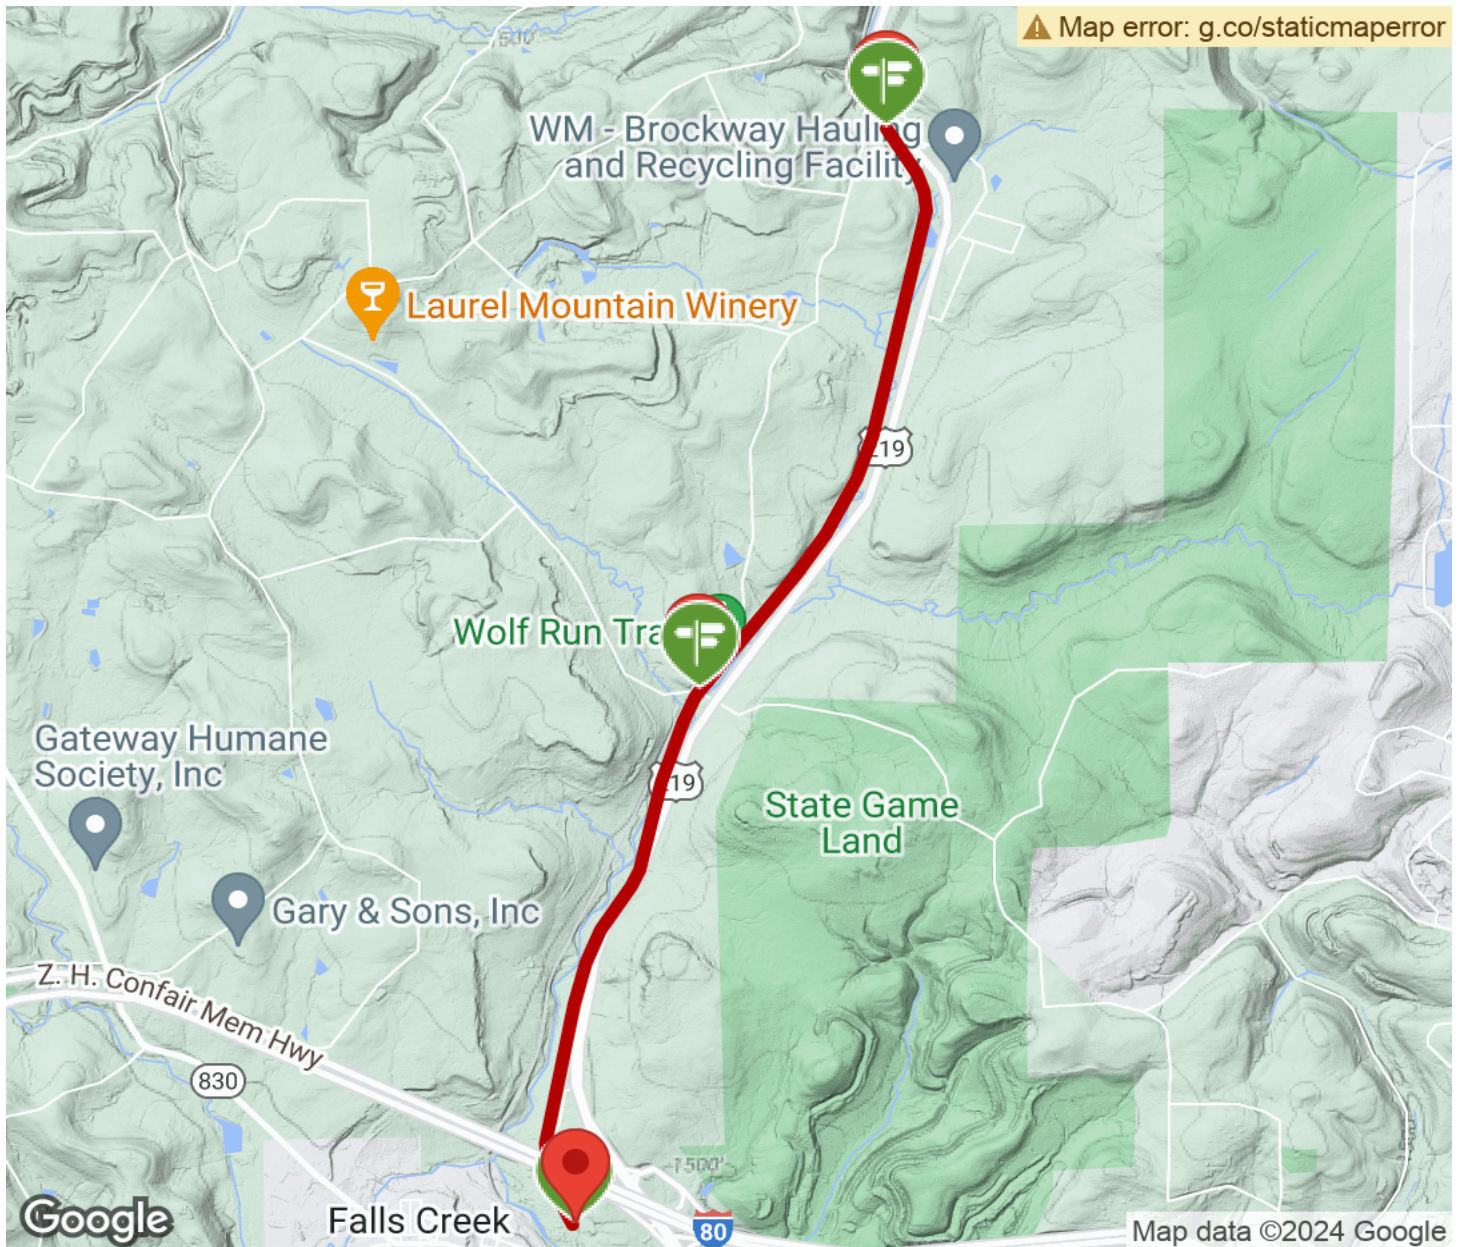 Map error: g.co/staticmaperror
1500'
WM - Brockway Hauling
and Recycling Facility
Laurel Mountain Winery
219
Wolf Run Tra
Gateway Humane
Society, Inc
219
State Game
Land
Gary & Sons, Inc
Z. H. Confair Mem Hwy
830
1500'
Falls Creek
80
Google
Map data ©2024 Google